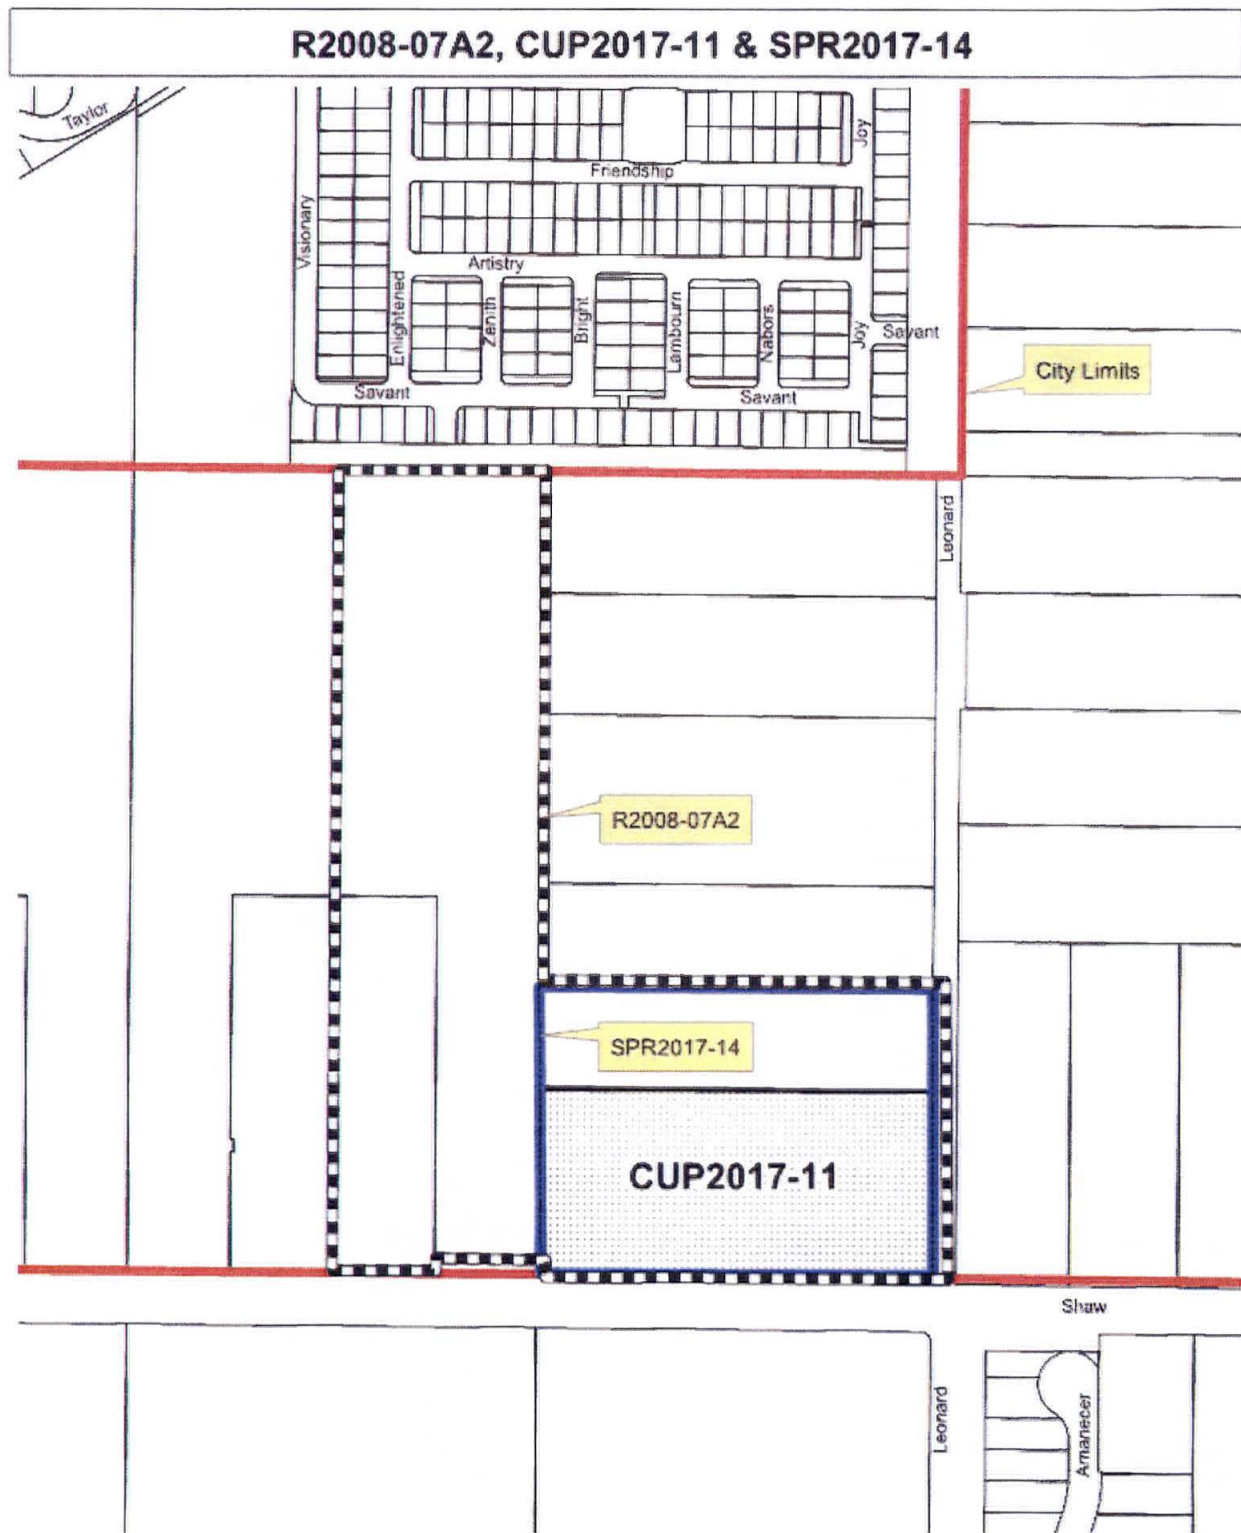 R2008-07A2, CUP2017-11 & SPR2017-14
Taylor
Joy
Friendship
Visionary
Artistry
Enlightened
Zenith
Bright
Lambourn
Nabors
Joy
Savant
City Limits
Savant
Savant
Leonard
R2008-07A2
SPR2017-14
CUP2017-11
Shaw
Leonard
Amanecer